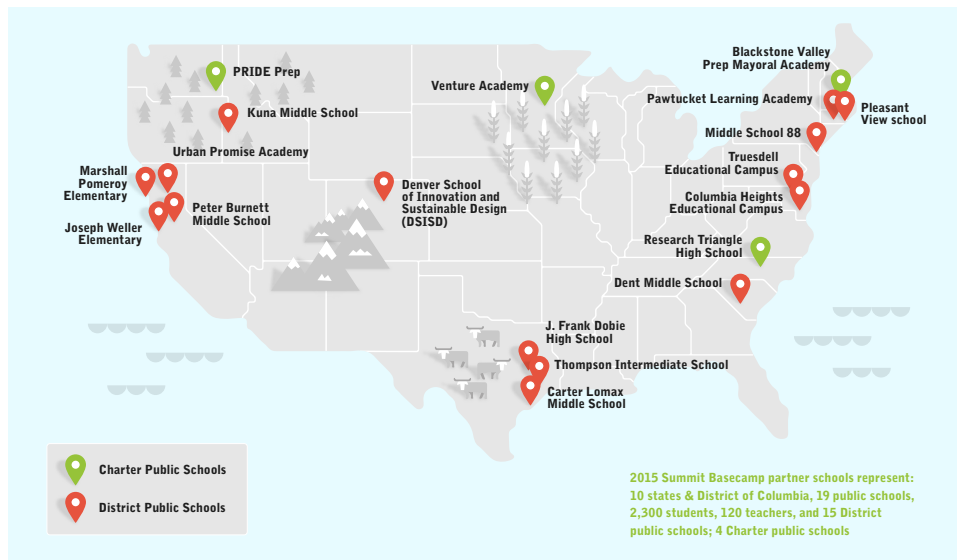 Blackstone Valley
Prep Mayoral Academy
PRIDE Prep
Venture Academy
Pawtucket Learning Academy
Pleasant
View school
Kuna Middle School
Middle School 88
Urban Promise Academy
Truesdell
Educational Campus
Marshall
Pomeroy
Elementary
Denver School
of Innovation and
Sustainable Design
(DSISD)
Columbia Heights
Educational Campus
Peter Burnett
Middle School
Joseph Weller
Elementary
Research Triangle
High School
Dent Middle School
J. Frank Dobie
High School
Thompson Intermediate School
Carter Lomax
Middle School
Charter Public Schools
District Public Schools
2015 Summit Basecamp partner schools represent:
10 states & District of Columbia, 19 public schools,
2,300 students, 120 teachers, and 15 District
public schools; 4 Charter public schools